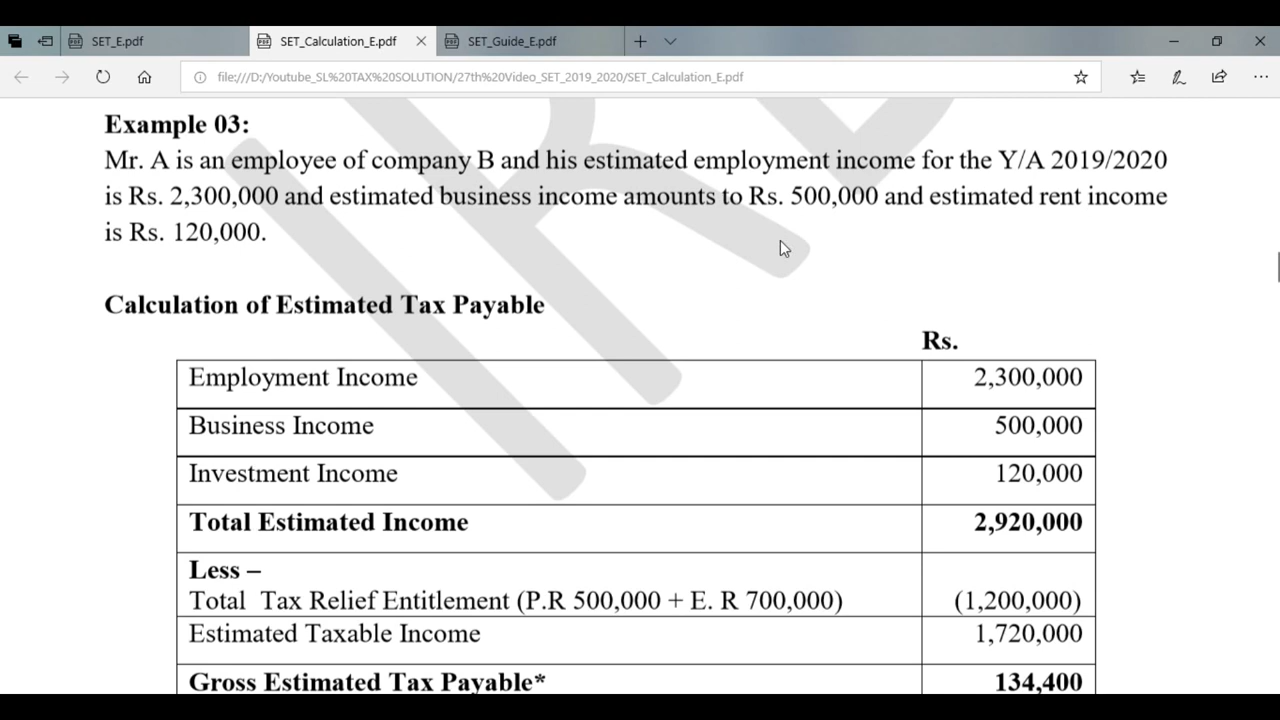 SET_E.pdf
SET_Calculation_E.pdf
SET_Guide_E.pdf
file:///D:/Youtube_SL%20TAX%20SOLUTION/27th%20Video_SET_2019_2020/SET_Calculation_E.pdf
Example 03:
Mr. A is an employee of company B and his estimated employment income for the Y/A 2019/2020
is Rs. 2,300,000 and estimated business income amounts to Rs. 500,000 and estimated rent income
is Rs. 120,000.
Calculation of Estimated Tax Payable
Rs.
Employment Income 2,300,000
Business Income 500,000
Investment Income 120,000
Total Estimated Income 2,920,000
Less –
Total Tax Relief Entitlement (P.R 500,000 + E. R 700,000) (1,200,000)
Estimated Taxable Income 1,720,000
Gross Estimated Tax Payable* 134,400